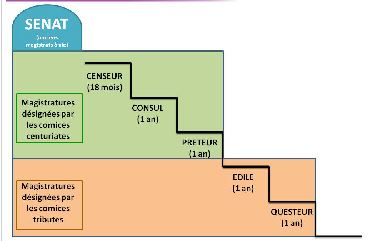 SENAT
CENSEUR
(18 mois)
Magistratures
désignées par
les comices
centuriates
CONSUL
(1 an)
PRETEUR
(1 an)
Magistratures
désignées par
les comices
tributes
EDILE
(1 an)
QUESTEUR
(1 an)